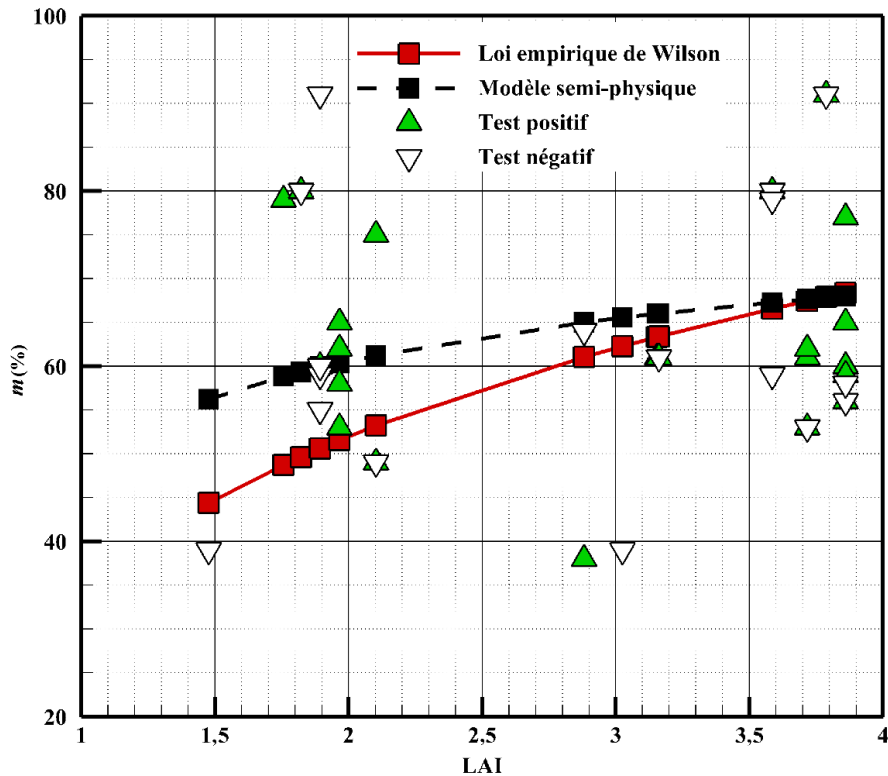 100
80
60
40
20
m (%)
Loi empirique de Wilson
Modèle semi-physique
Test positif
Test négatif
1
1,5
2
2,5
3
3,5
4
LAI